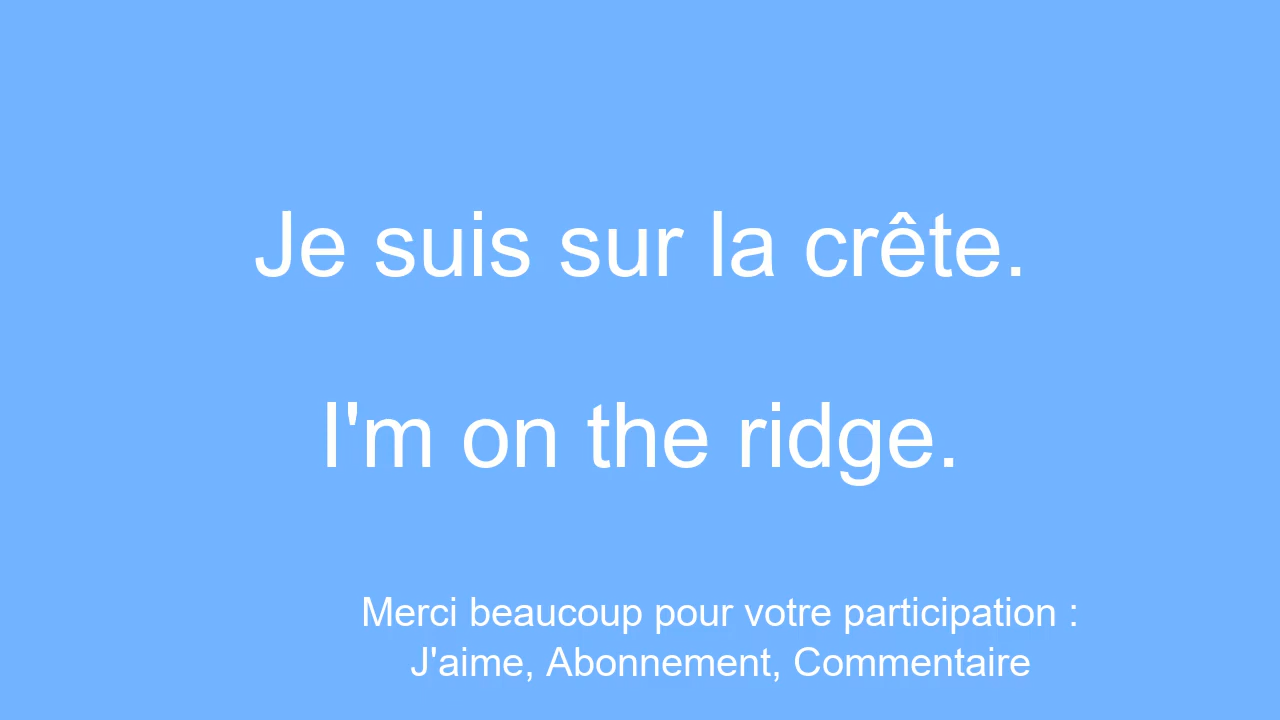 Je suis sur la crête.
I'm on the ridge.
Merci beaucoup pour votre participation :
J'aime, Abonnement, Commentaire